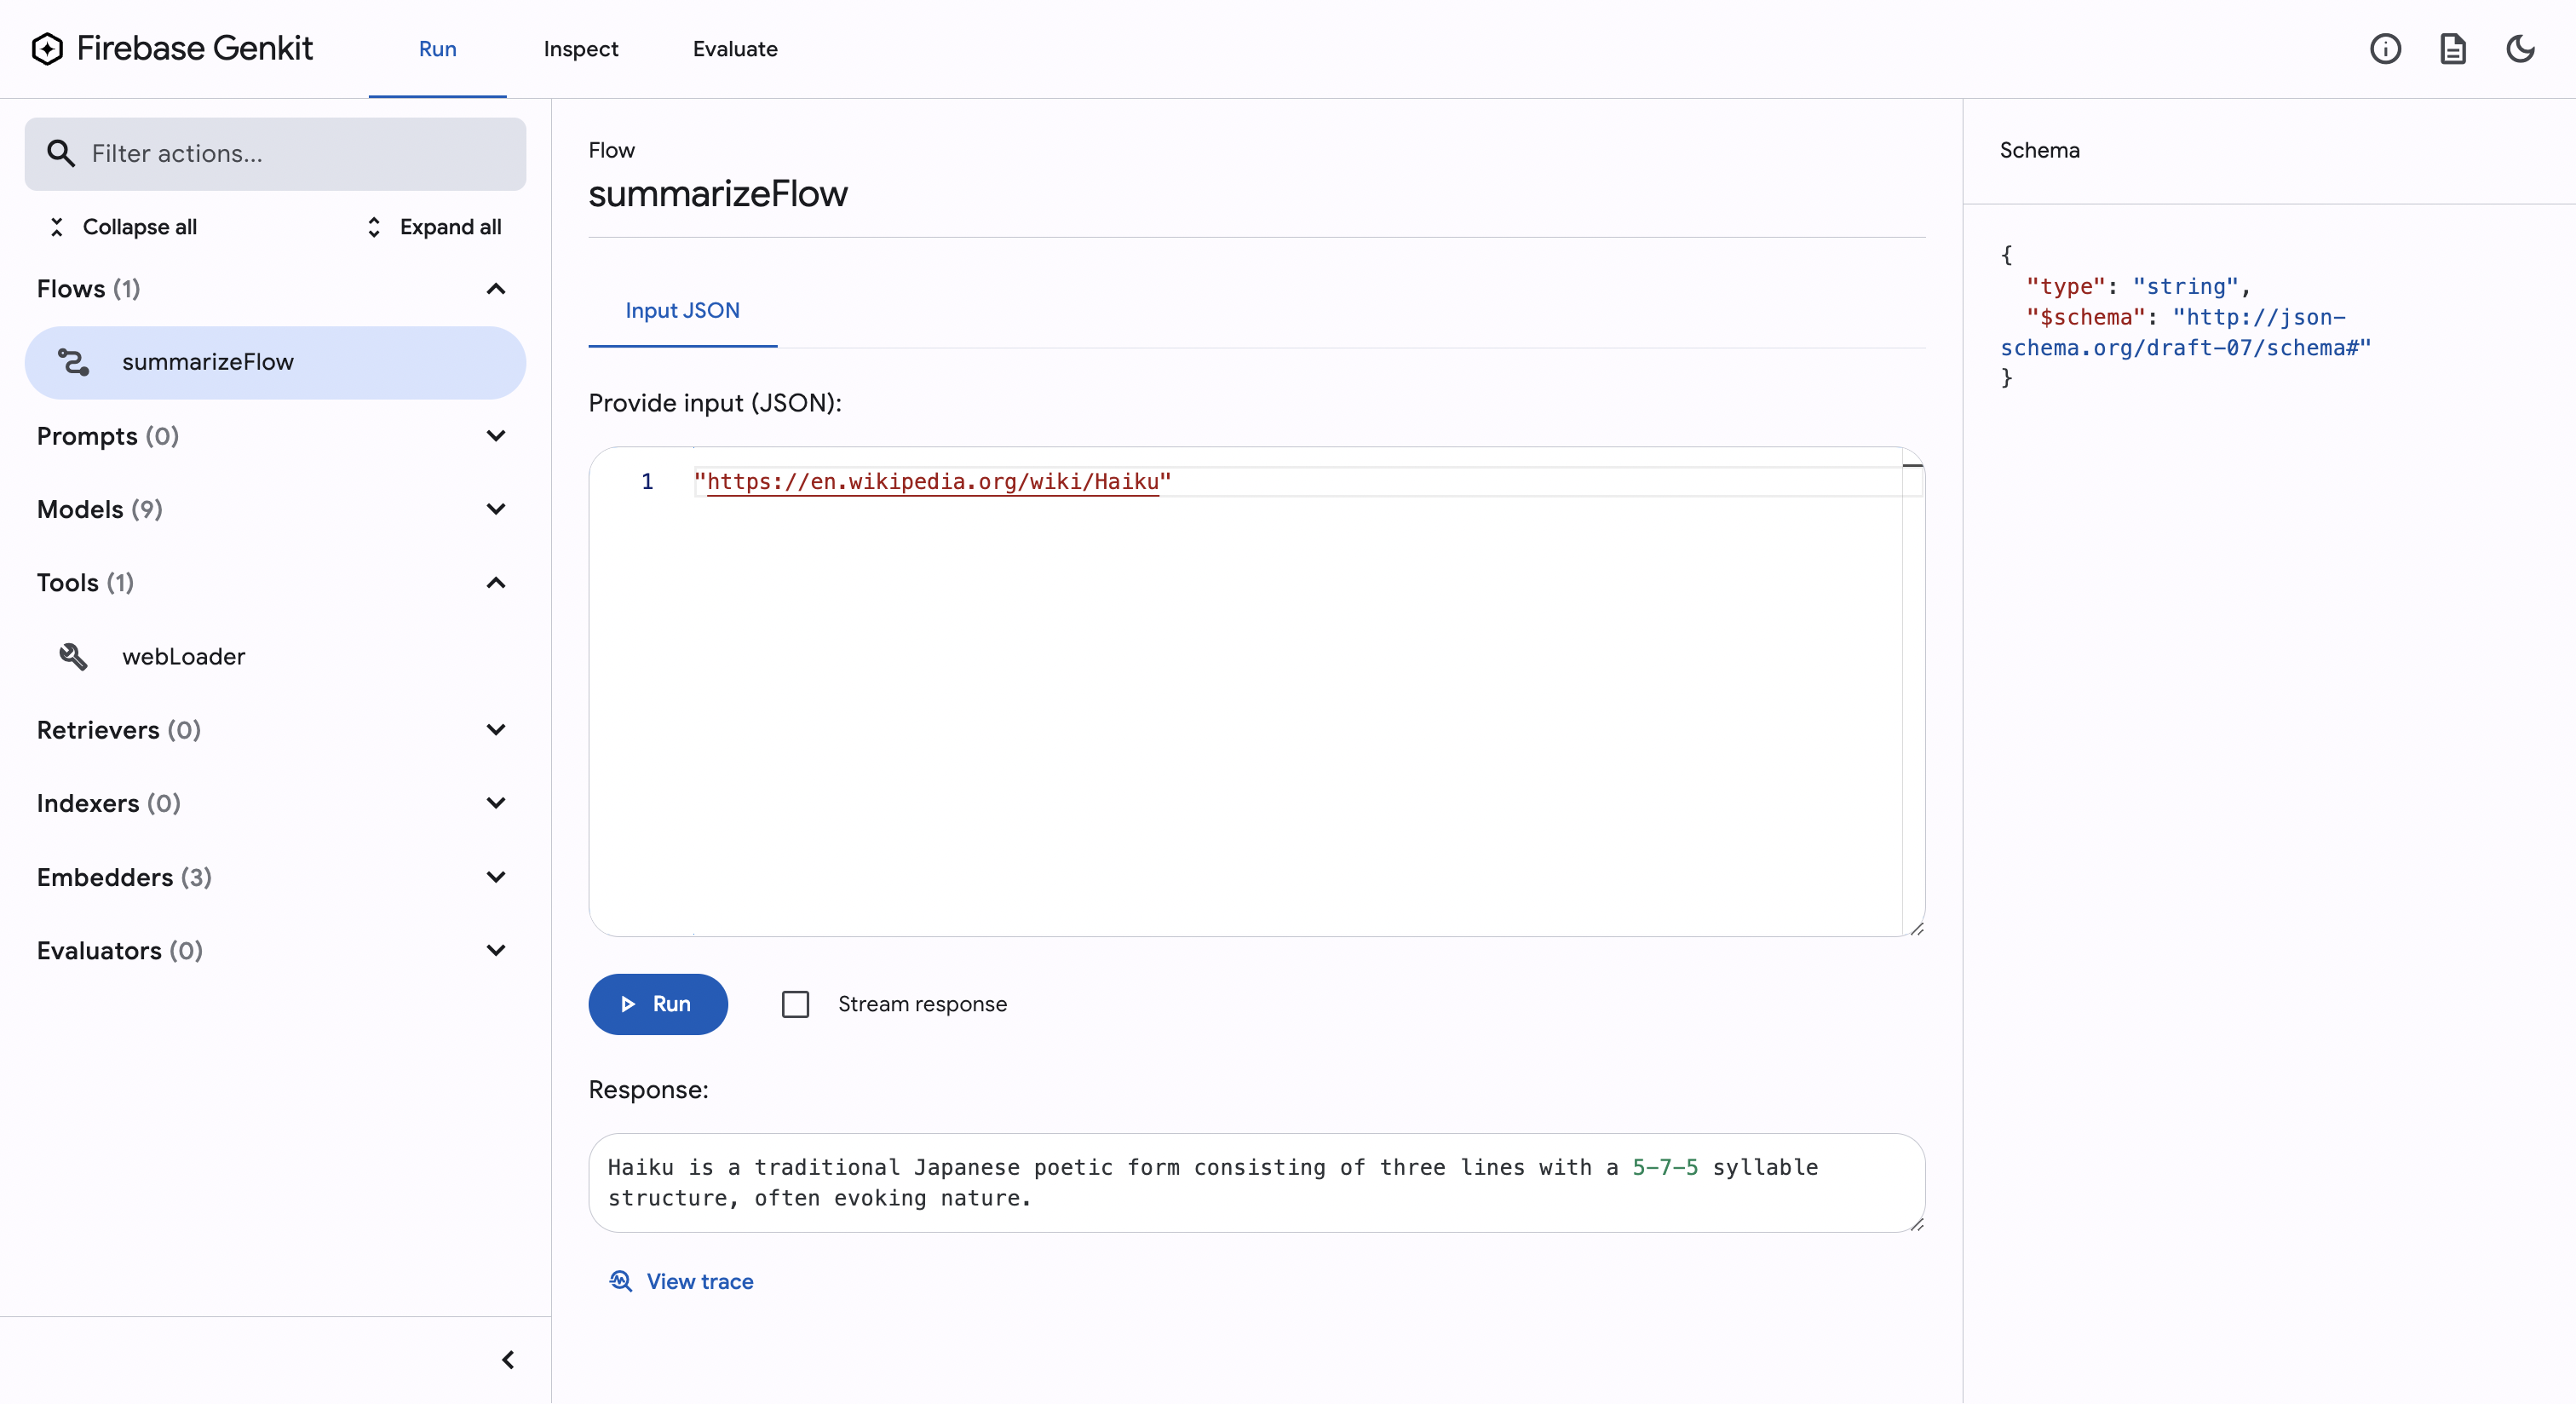 Firebase Genkit
Run
Inspect
Evaluate
Filter actions...
Collapse all
Expand all
Flows (1)
summarizeFlow
Prompts (0)
Models (9)
Tools (1)
webLoader
Retrievers (0)
Indexers (0)
Embedders (3)
Evaluators (0)
Flow
summarizeFlow
Input JSON
Provide input (JSON):
1 "https://en.wikipedia.org/wiki/Haiku"
Run
Stream response
Response:
Haiku is a traditional Japanese poetic form consisting of three lines with a 5-7-5 syllable
structure, often evoking nature.
View trace
Schema
{
"type": "string",
"$schema": "http://json-
schema.org/draft-07/schema#"
}